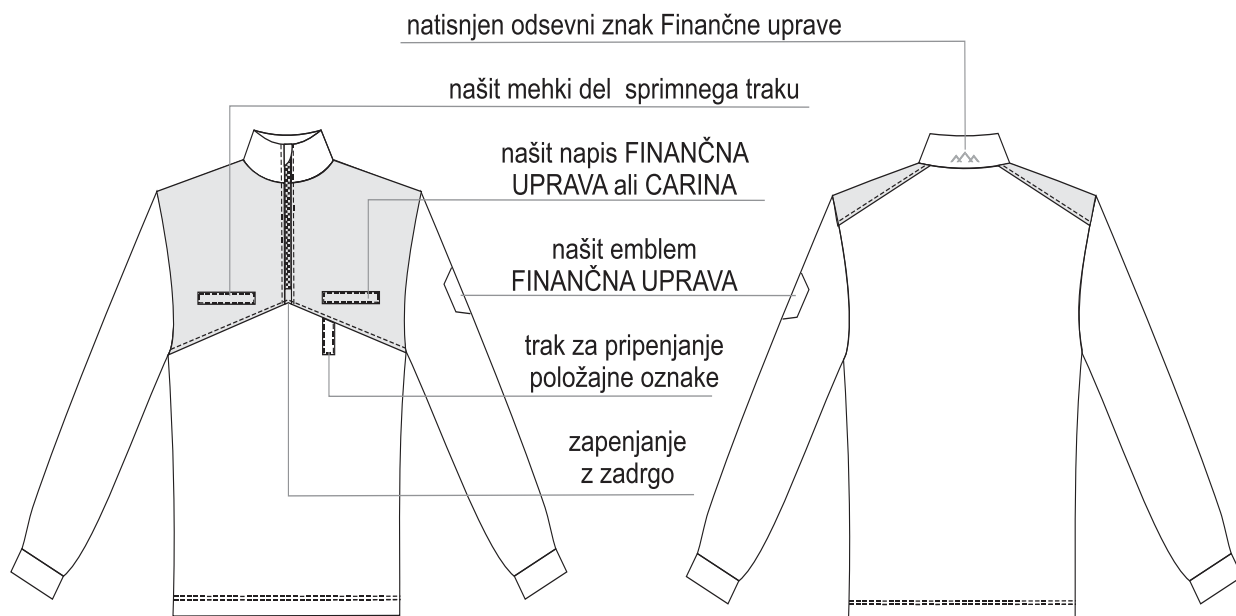 natisnjen odsevni znak Finančne uprave
našit mehki del sprimnega traku
našit napis FINANČNA
UPRAVA ali CARINA
našit emblem
FINANČNA UPRAVA
trak za pripenjanje
položajne oznake
zapenjanje
z zadrgo